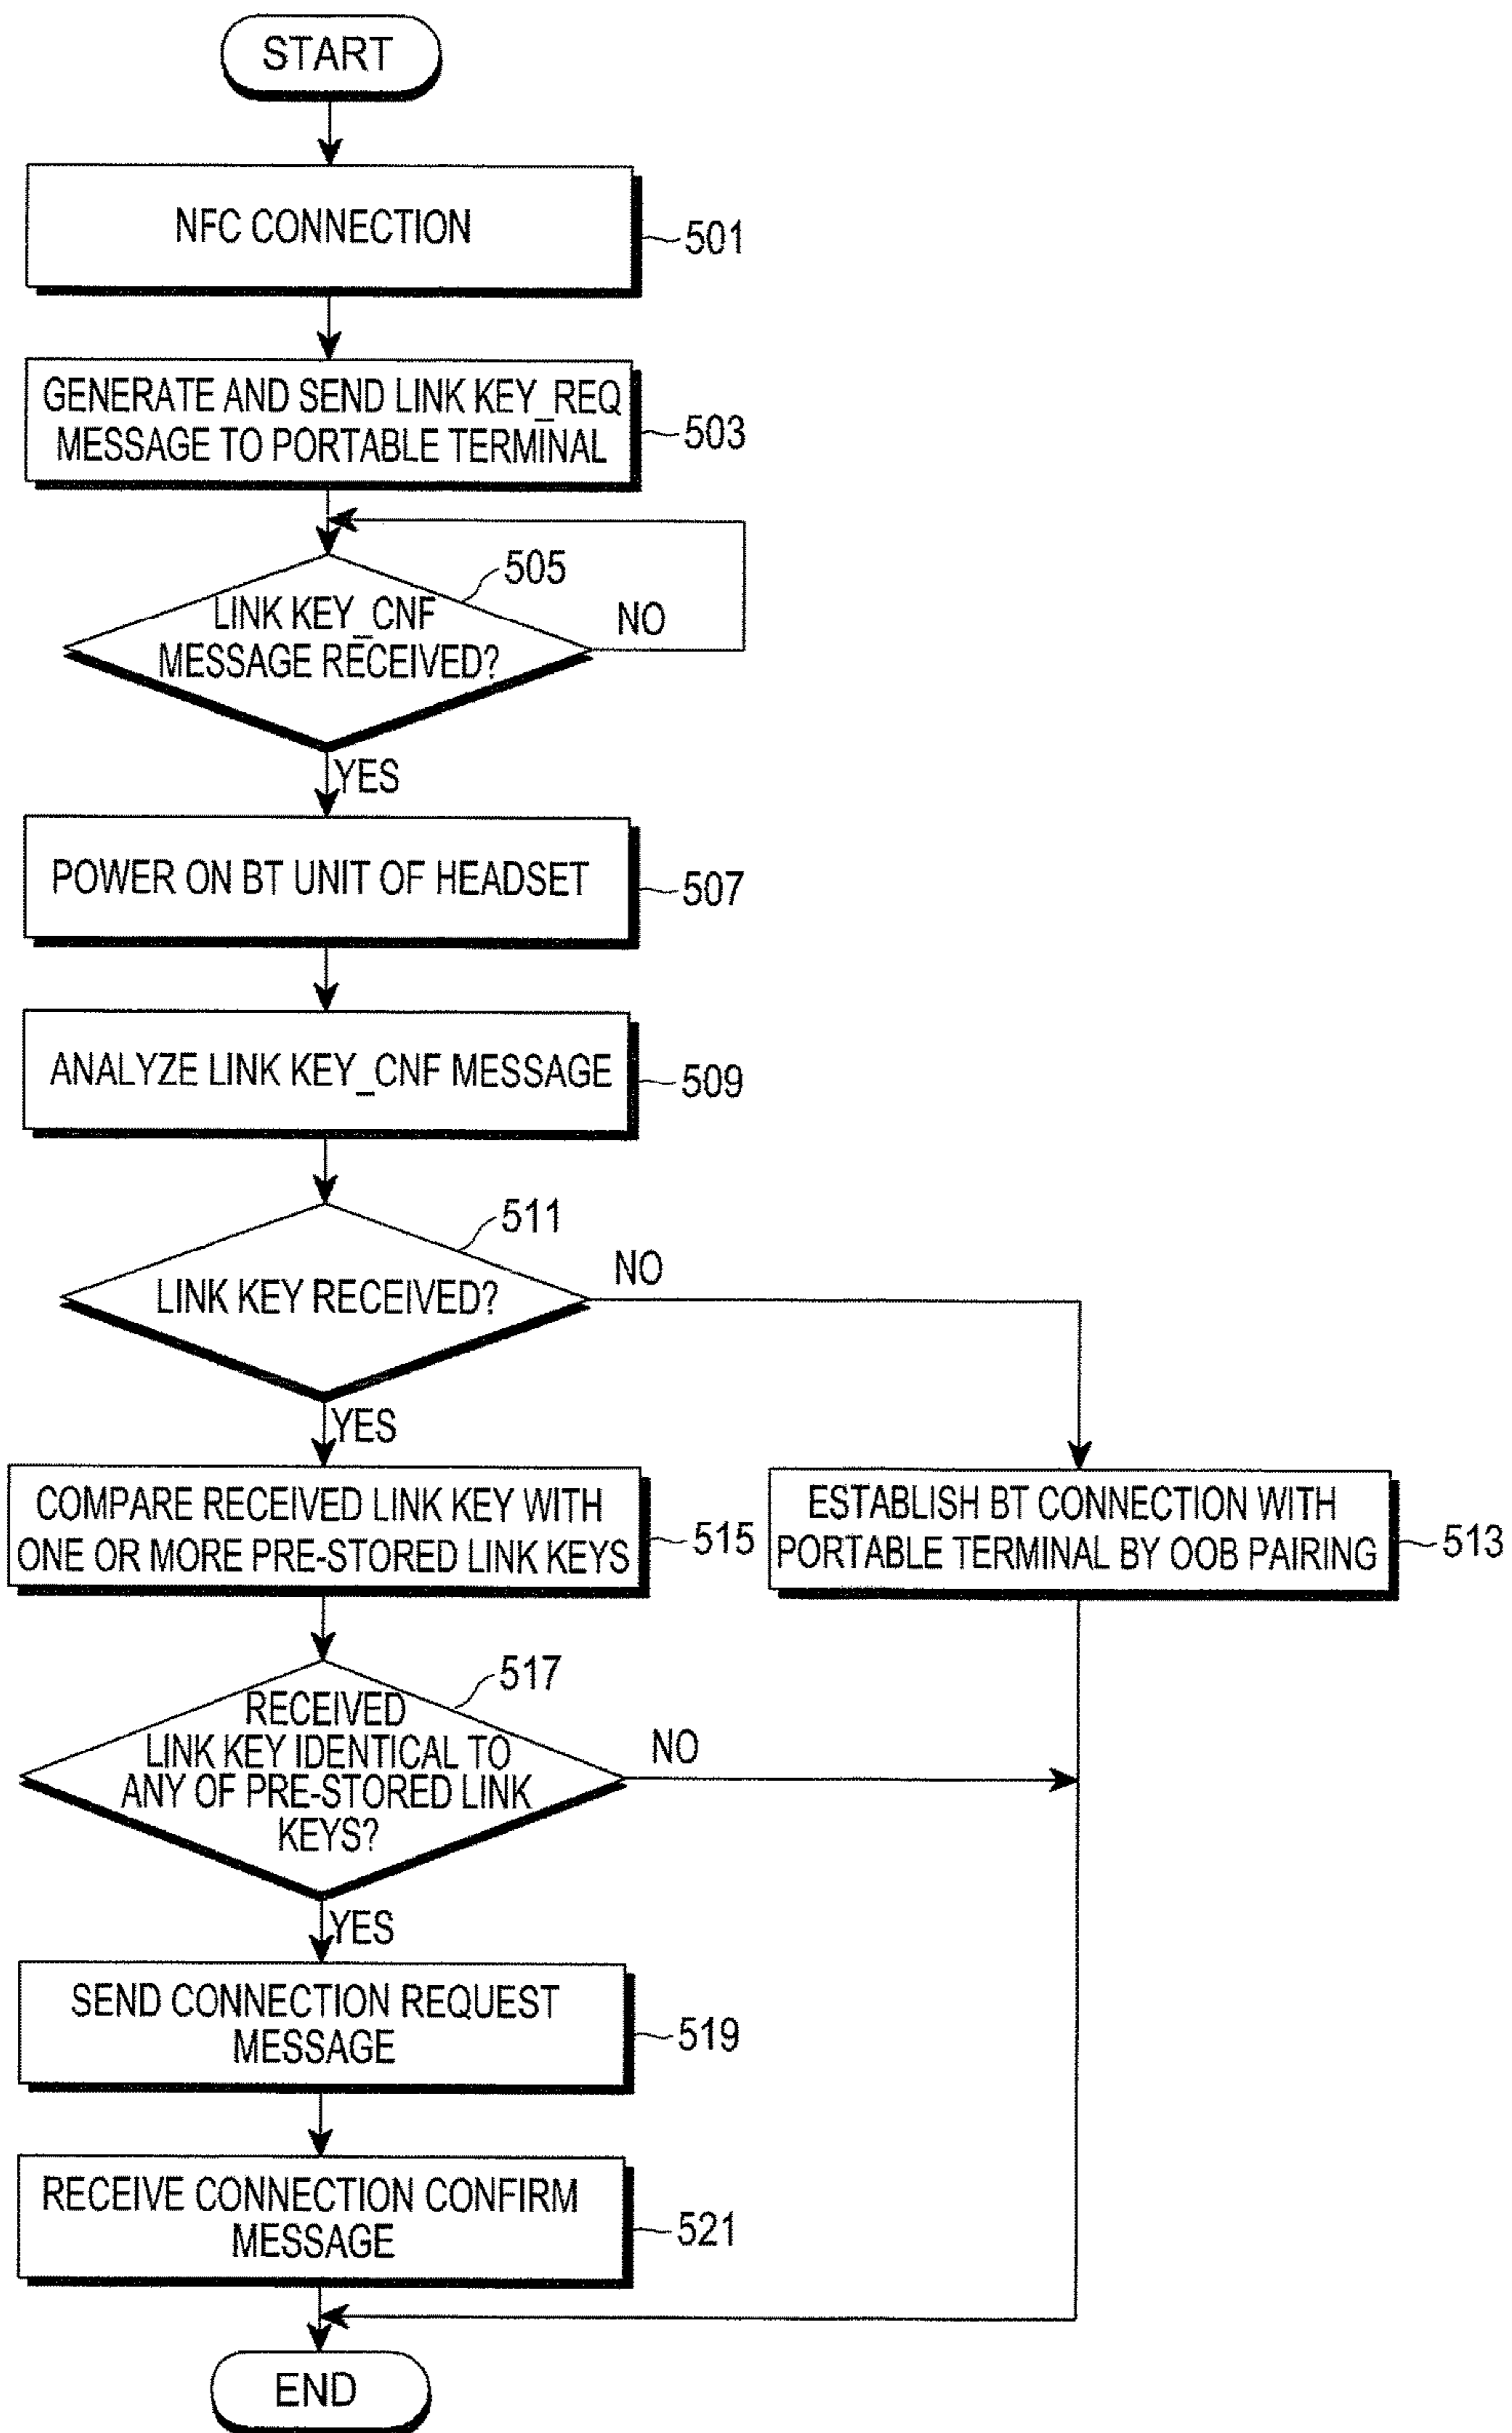 START
NFC CONNECTION
501
GENERATE AND SEND LINK KEY_REQ
MESSAGE TO PORTABLE TERMINAL
503
505
LINK KEY_CNF
MESSAGE RECEIVED?
NO
YES
POWER ON BT UNIT OF HEADSET
507
ANALYZE LINK KEY_CNF MESSAGE
509
511
LINK KEY RECEIVED?
NO
YES
COMPARE RECEIVED LINK KEY WITH
ONE OR MORE PRE-STORED LINK KEYS
515
ESTABLISH BT CONNECTION WITH
PORTABLE TERMINAL BY OOB PAIRING
513
517
RECEIVED
LINK KEY IDENTICAL TO
ANY OF PRE-STORED LINK
KEYS?
NO
YES
SEND CONNECTION REQUEST
MESSAGE
519
RECEIVE CONNECTION CONFIRM
MESSAGE
521
END